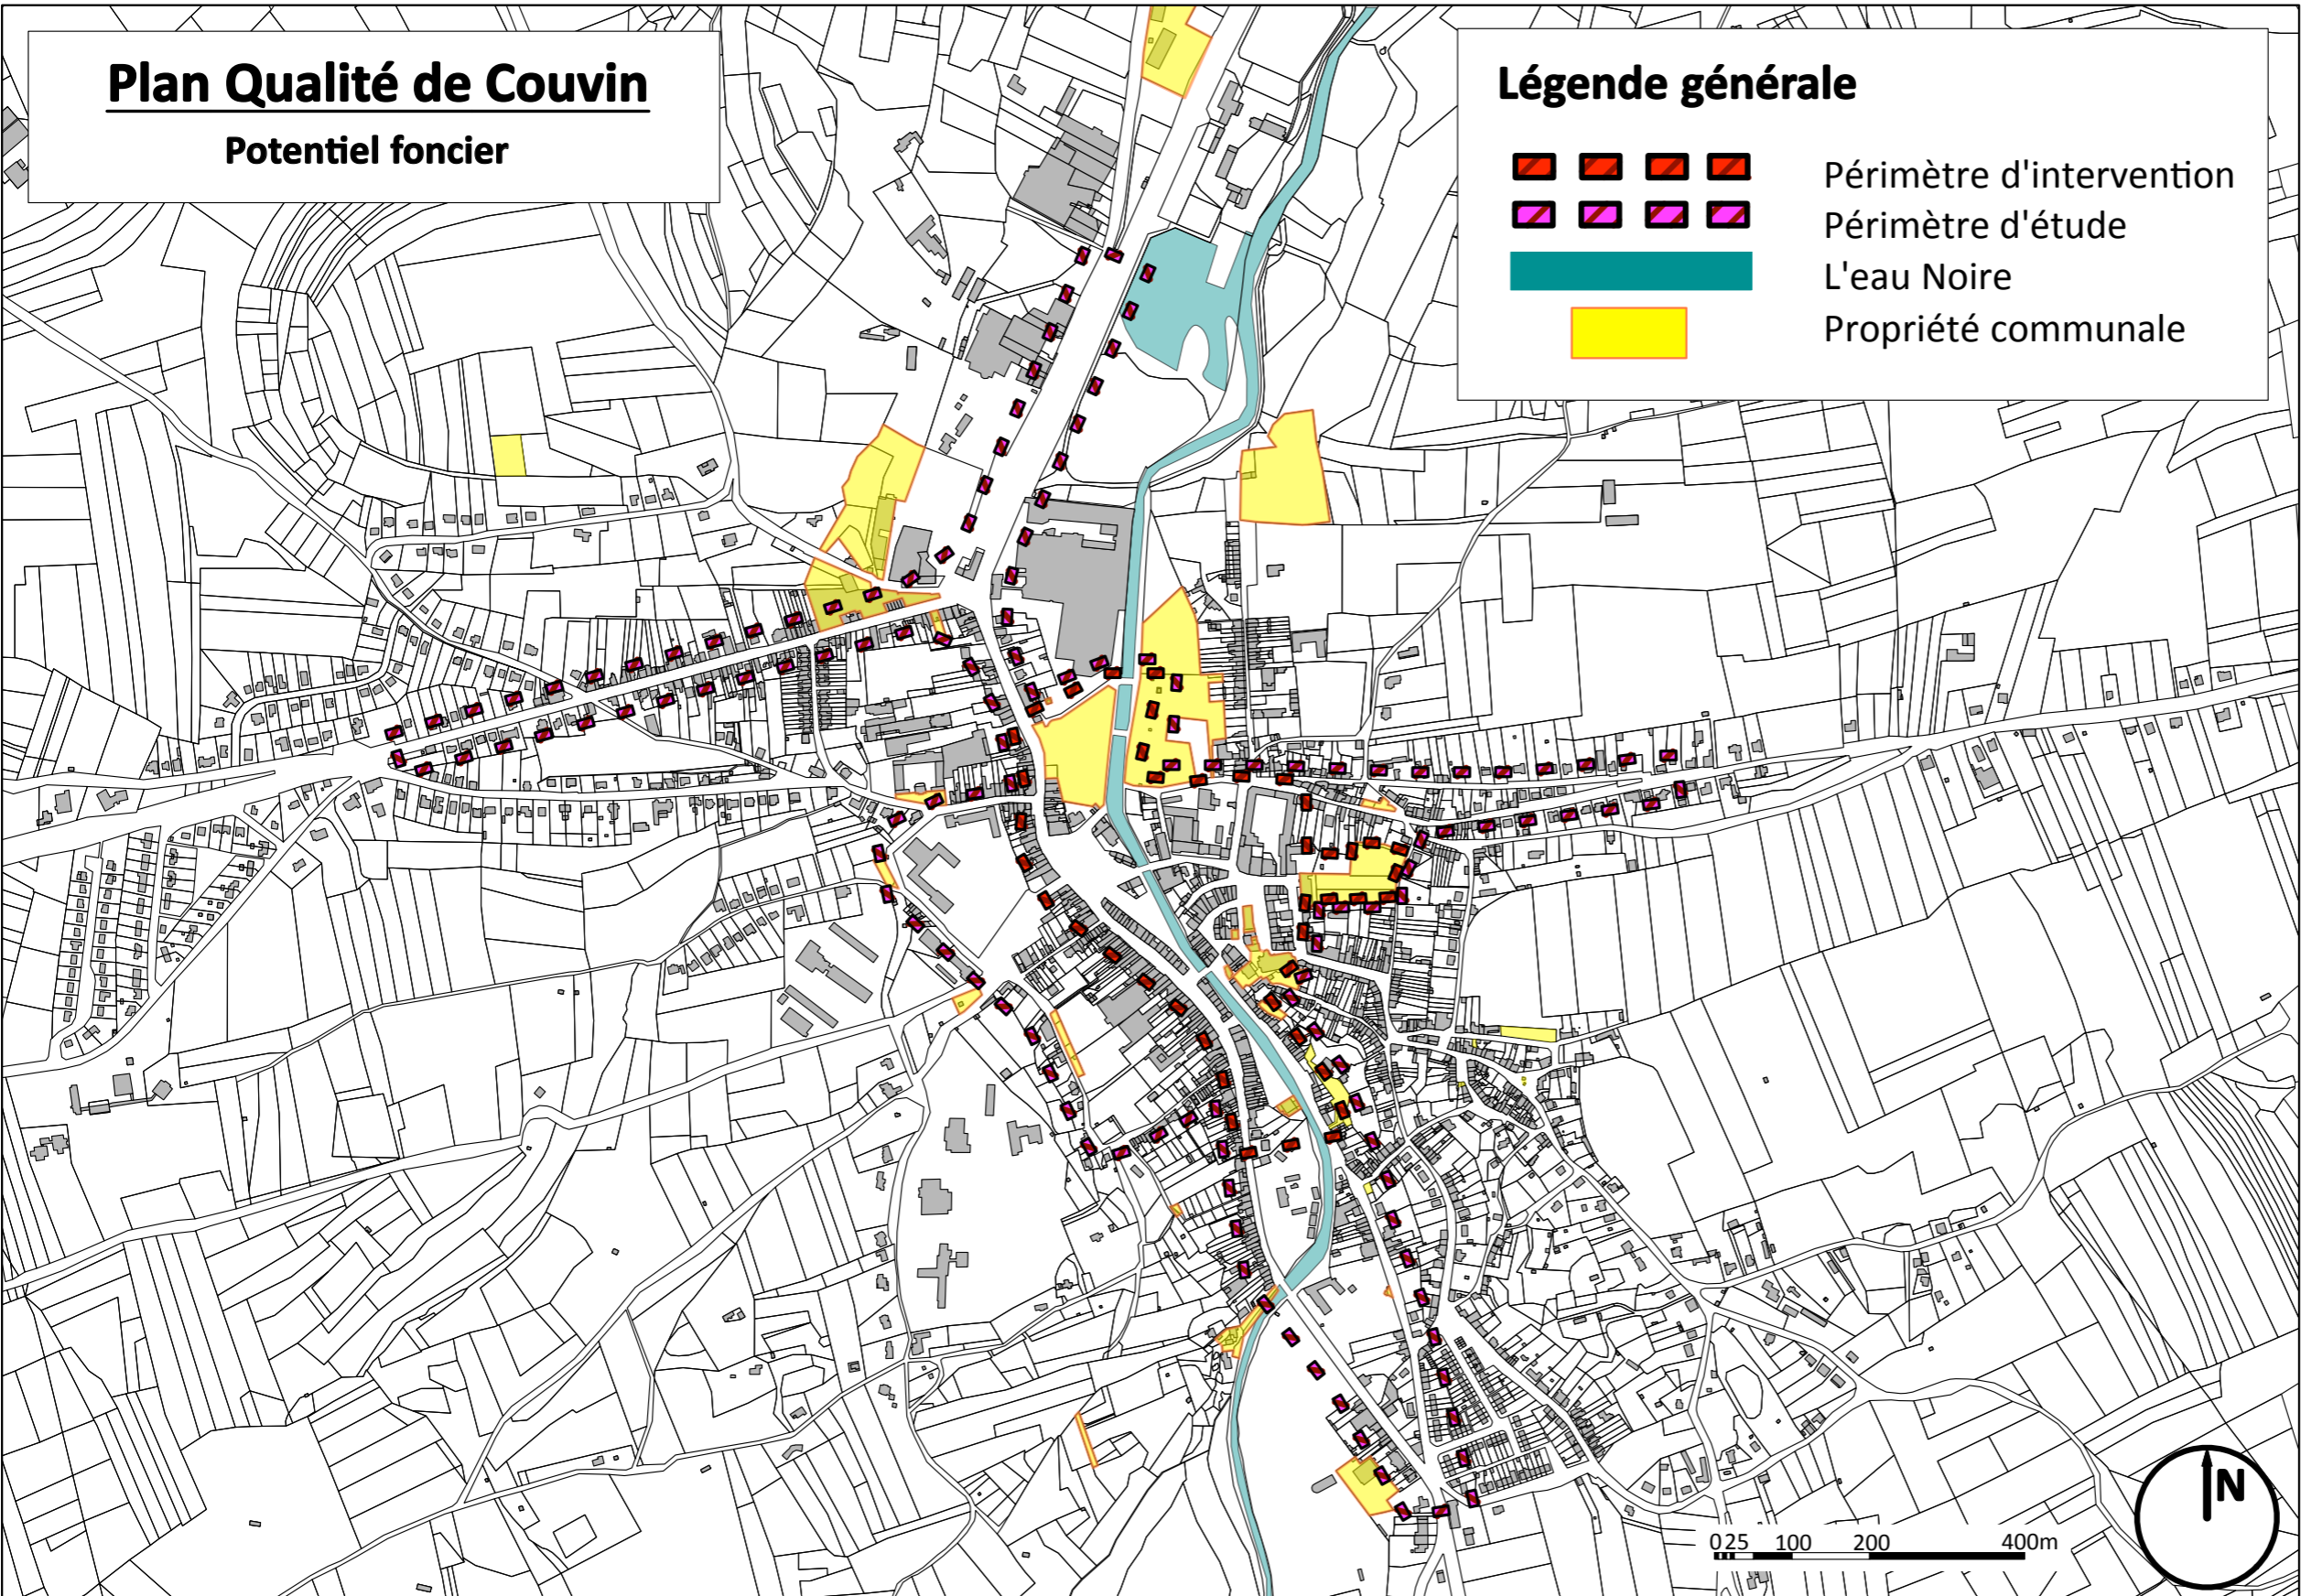 Plan Qualité de Couvin
Potentiel foncier
Légende générale
Périmètre d'intervention
Périmètre d'étude
L'eau Noire
Propriété communale
N
0 25 100 200 400m